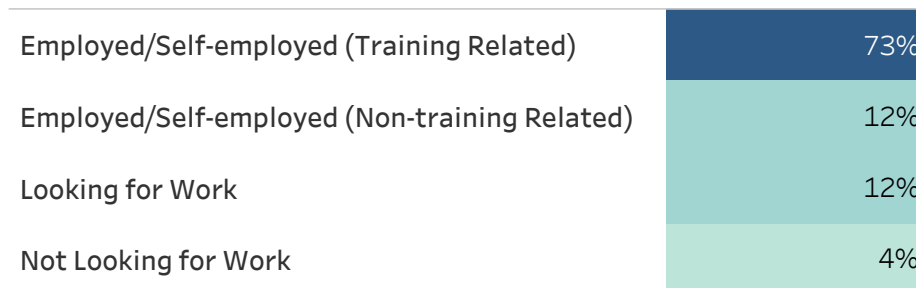 Employed/Self-employed (Training Related) 73%
Employed/Self-employed (Non-training Related) 12%
Looking for Work 12%
Not Looking for Work 4%